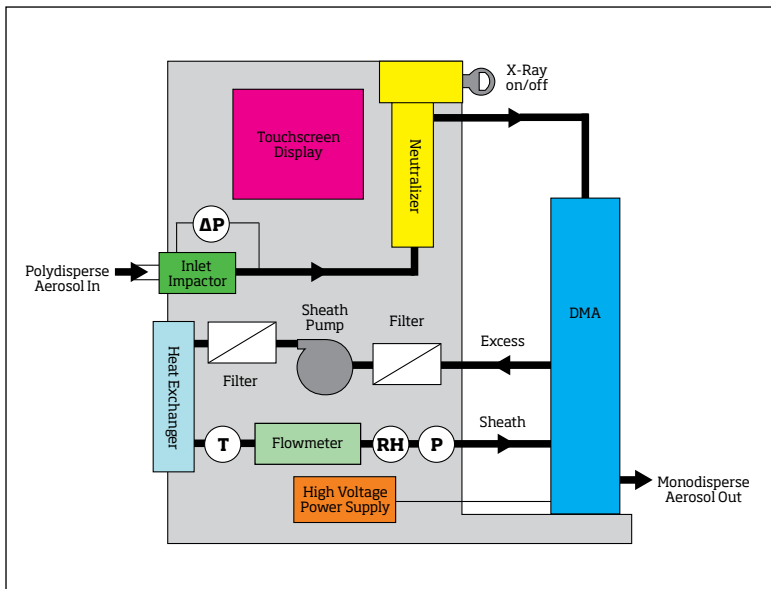 X-Ray
on/off
Touchscreen
Display
Neutralizer
ΔP
Polydisperse
Aerosol In
Inlet
Impactor
DMA
Sheath
Pump
Filter
Excess
Heat Exchanger
Filter
Sheath
T
Flowmeter
RH
P
High Voltage
Power Supply
Monodisperse
Aerosol Out